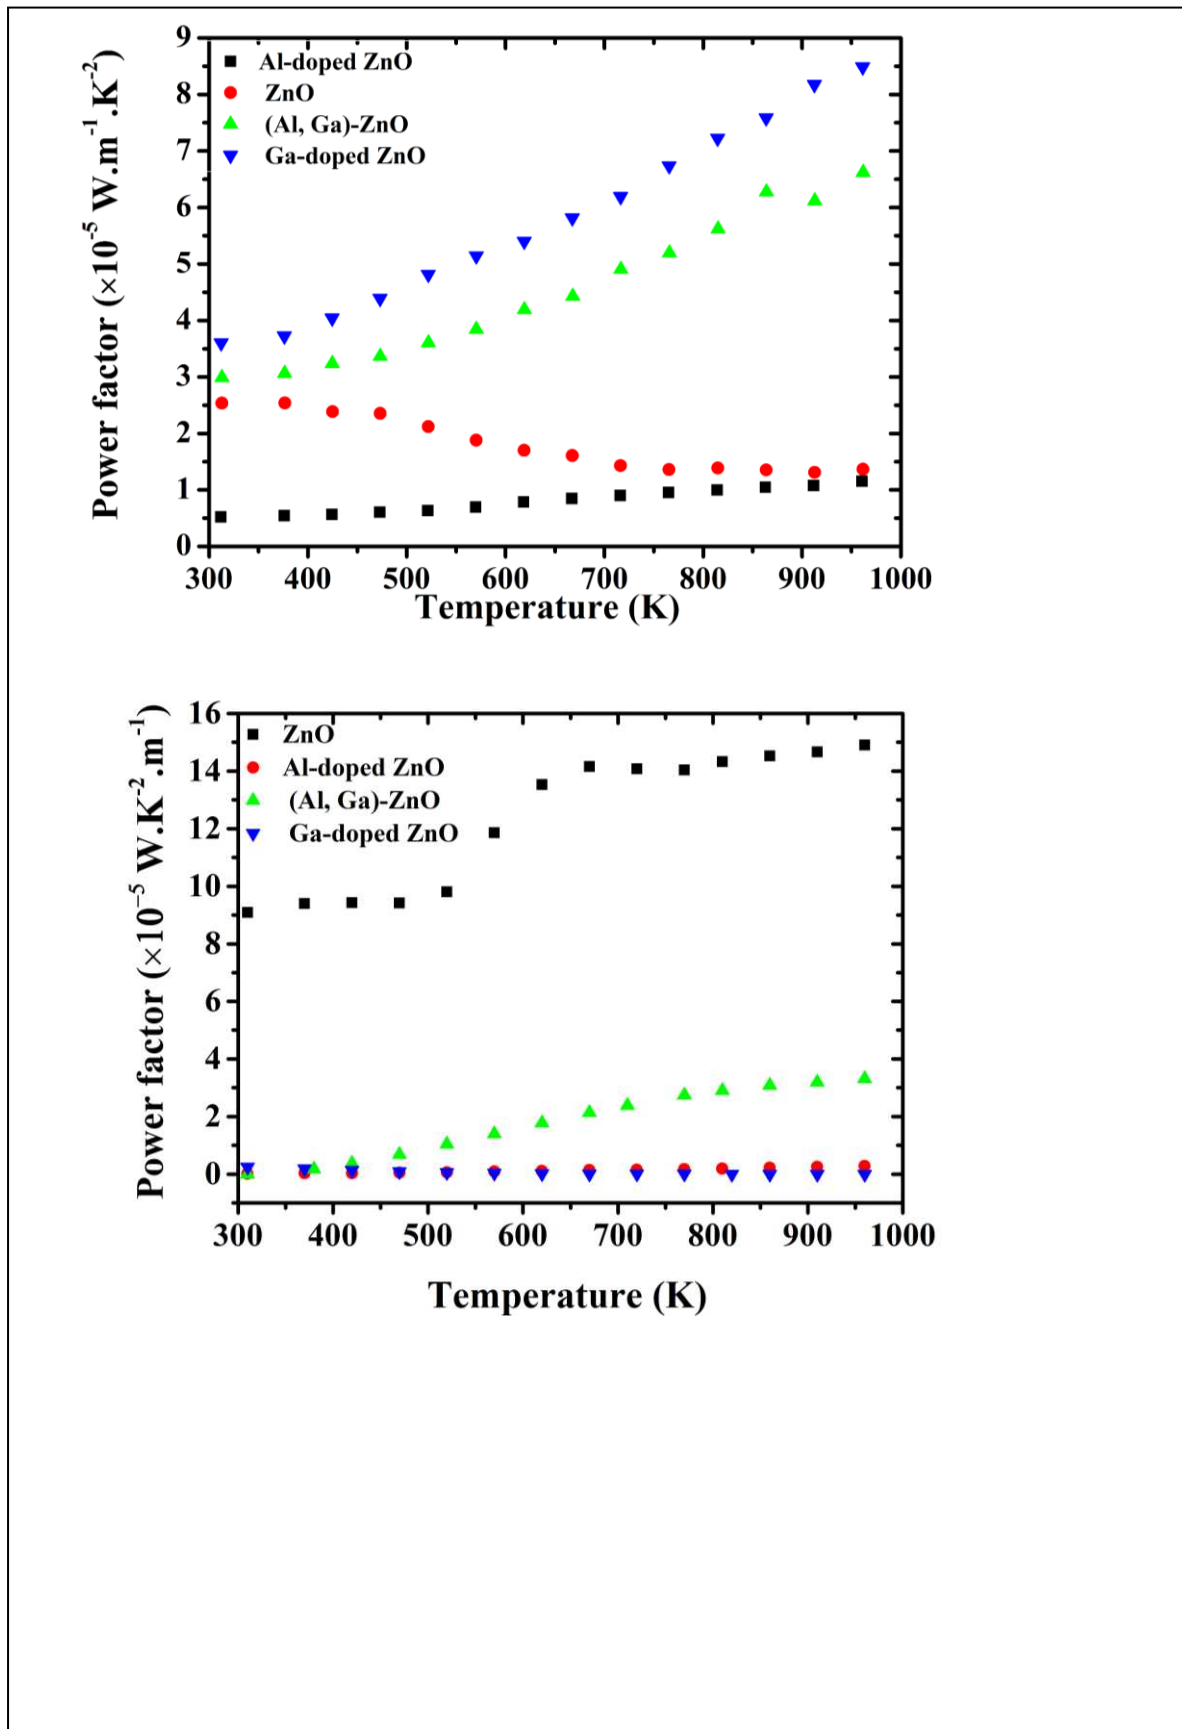 9
8
7
6
5
4
3
2
1
0
Power factor (×10⁻⁵ W.m⁻¹.K⁻²)
Al-doped ZnO
ZnO
(Al, Ga)-ZnO
Ga-doped ZnO
300 400 500 600 700 800 900 1000
Temperature (K)
16
14
12
10
8
6
4
2
0
Power factor (×10⁻⁵ W.K⁻².m⁻¹)
ZnO
Al-doped ZnO
(Al, Ga)-ZnO
Ga-doped ZnO
300 400 500 600 700 800 900 1000
Temperature (K)